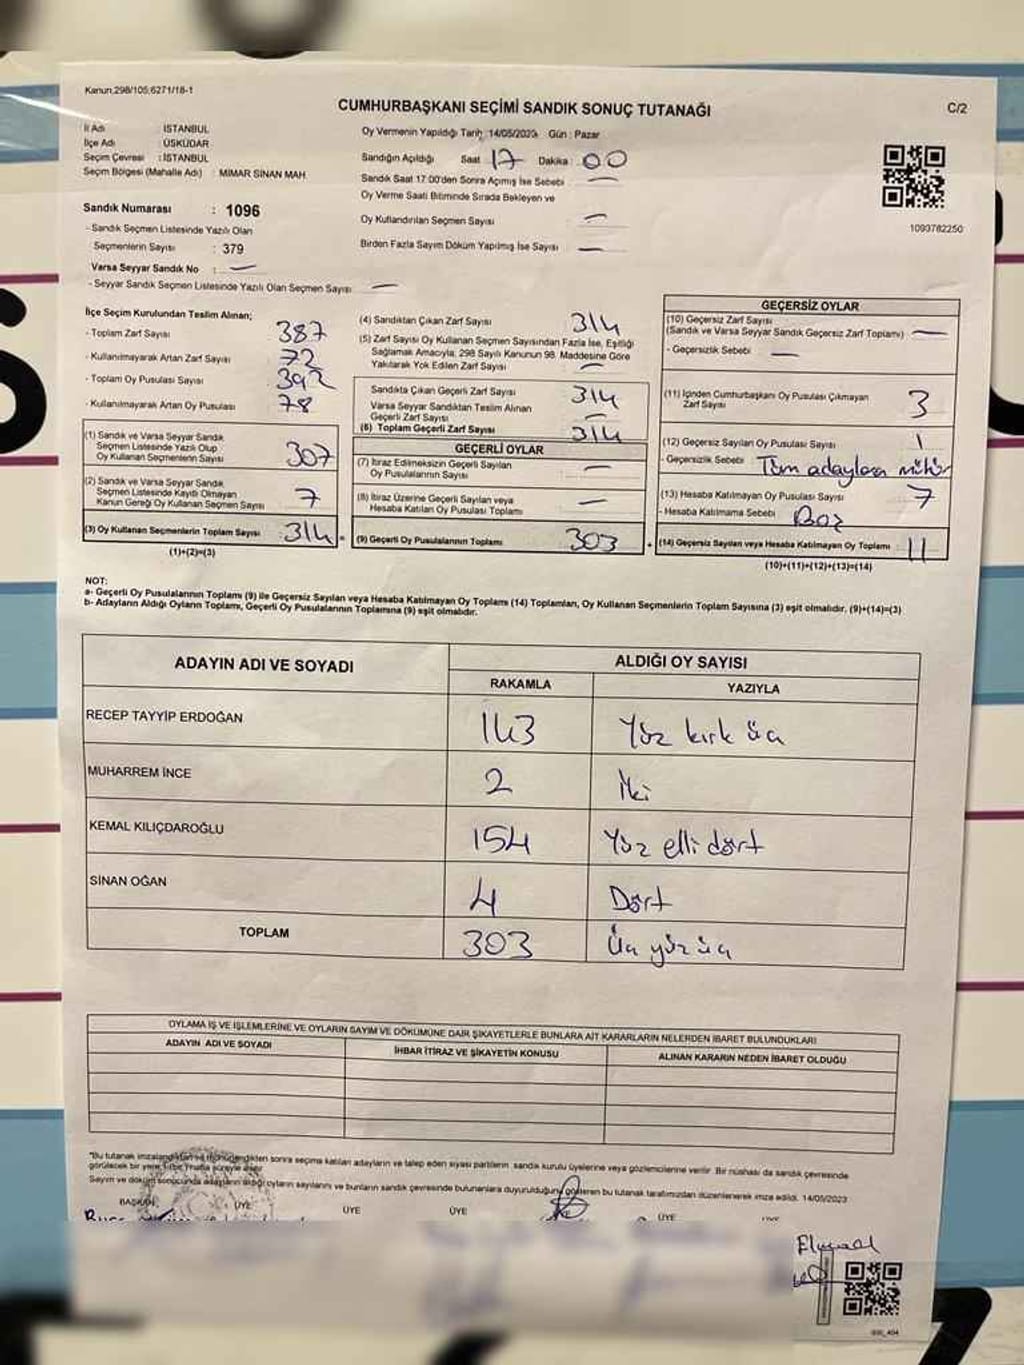 Kanun;298/105;6271/18-1
CUMHURBAŞKANI SEÇİMİ SANDIK SONUÇ TUTANAĞI
C/2
İl Adı : İSTANBUL
İlçe Adı : ÜSKÜDAR
Seçim Çevresi : İSTANBUL
Seçim Bölgesi (Mahalle Adı) : MİMAR SİNAN MAH.
Sandık Numarası : 1096
- Sandık Seçmen Listesinde Yazılı Olan
Seçmenlerin Sayısı : 379
Varsa Seyyar Sandık No : —
- Seyyar Sandık Seçmen Listesinde Yazılı Olan Seçmen Sayısı —
Oy Vermenin Yapıldığı Tarih: 14/05/2023 Gün : Pazar
Sandığın Açıldığı Saat 17 Dakika : 00
Sandık Saat 17:00'den Sonra Açımış İse Sebebi —
Oy Verme Saati Bitiminde Sırada Bekleyen ve
Oy Kullandırılan Seçmen Sayısı —
Birden Fazla Sayım Döküm Yapılmış İse Sayısı —
1093782250
İlçe Seçim Kurulundan Teslim Alınan;
- Toplam Zarf Sayısı 387
- Kullanılmayarak Artan Zarf Sayısı : 72
- Toplam Oy Pusulası Sayısı : 392
- Kullanılmayarak Artan Oy Pusulası : 78
(1) Sandık ve Varsa Seyyar Sandık
Seçmen Listesinde Yazılı Olup
Oy Kullanan Seçmenlerin Sayısı 307
(2) Sandık ve Varsa Seyyar Sandık
Seçmen Listesinde Kayıtlı Olmayan
Kanun Gereği Oy Kullanan Seçmen Sayısı 7
(3) Oy Kullanan Seçmenlerin Toplam Sayısı 314
(1)+(2)=(3)
(4) Sandıktan Çıkan Zarf Sayısı 314
(5) Zarf Sayısı Oy Kullanan Seçmen Sayısından Fazla İse, Eşitliği
Sağlamak Amacıyla, 298 Sayılı Kanunun 98. Maddesine Göre
Yakılarak Yok Edilen Zarf Sayısı —
Sandıkta Çıkan Geçerli Zarf Sayısı 314
Varsa Seyyar Sandıktan Teslim Alınan
Geçerli Zarf Sayısı —
(6) Toplam Geçerli Zarf Sayısı 314
GEÇERLİ OYLAR
(7) İtiraz Edilmeksizin Geçerli Sayılan
Oy Pusulasının Sayısı —
(8) İtiraz Üzerine Geçerli Sayılan veya
Hesaba Katılan Oy Pusulası Toplamı —
(9) Geçerli Oy Pusulalarının Toplamı 303
GEÇERSİZ OYLAR
(10) Geçersiz Zarf Sayısı
(Sandık ve Varsa Seyyar Sandık Geçersiz Zarf Toplamı) —
- Geçersizlik Sebebi : —
(11) İçinden Cumhurbaşkanı Oy Pusulası Çıkmayan
Zarf Sayısı 3
(12) Geçersiz Sayılan Oy Pusulası Sayısı : 1
- Geçersizlik Sebebi Tüm adaylara mühür
(13) Hesaba Katılmayan Oy Pusulası Sayısı : 7
- Hesaba Katılmama Sebebi : Boz
(14) Geçersiz Sayılan veya Hesaba Katılmayan Oy Toplamı : 11
(10)+(11)+(12)+(13)=(14)
NOT:
a- Geçerli Oy Pusulalarının Toplamı (9) ile Geçersiz Sayılan veya Hesaba Katılmayan Oy Toplamı (14) Toplamları, Oy Kullanan Seçmenlerin Toplam Sayısına (3) eşit olmalıdır. (9)+(14)=(3)
b- Adayların Aldığı Oyların Toplamı, Geçerli Oy Pusulalarının Toplamına (9) eşit olmalıdır.
ADAYIN ADI VE SOYADI
ALDIĞI OY SAYISI
RAKAMLA YAZIYLA
RECEP TAYYİP ERDOĞAN 143 Yüz kırk üç
MUHARREM İNCE 2 İki
KEMAL KILIÇDAROĞLU 154 Yüz elli dört
SİNAN OĞAN 4 Dört
TOPLAM 303 Üç yüz üç
OYLAMA İŞ VE İŞLEMLERİNE VE OYLARIN SAYIM VE DÖKÜMÜNE DAİR ŞİKAYETLERLE BUNLARA AİT KARARLARIN NELERDEN İBARET BULUNDUKLARI
ADAYIN ADI VE SOYADI İHBAR İTİRAZ VE ŞİKAYETİN KONUSU ALINAN KARARIN NEDEN İBARET OLDUĞU
*Bu tutanak imzalandıktan ve mühürlendikten sonra seçime katılan adayların ve talep eden siyasi partilerin sandık kurulu üyelerine veya gözlemcilerine verilir. Bir nüshası da sandık çevresinde
görülecek bir yere, 1 bir hafta süreyle asılır.
Sayım ve döküm sonucunda adayların aldığı oyların sayılarını ve bunların sandık çevresinde bulunanlara duyurulduğunu gösteren bu tutanak tarafımızdan düzenlenerek imza edildi. 14/05/2023
BAŞKAN ÜYE ÜYE ÜYE ÜYE ÜYE